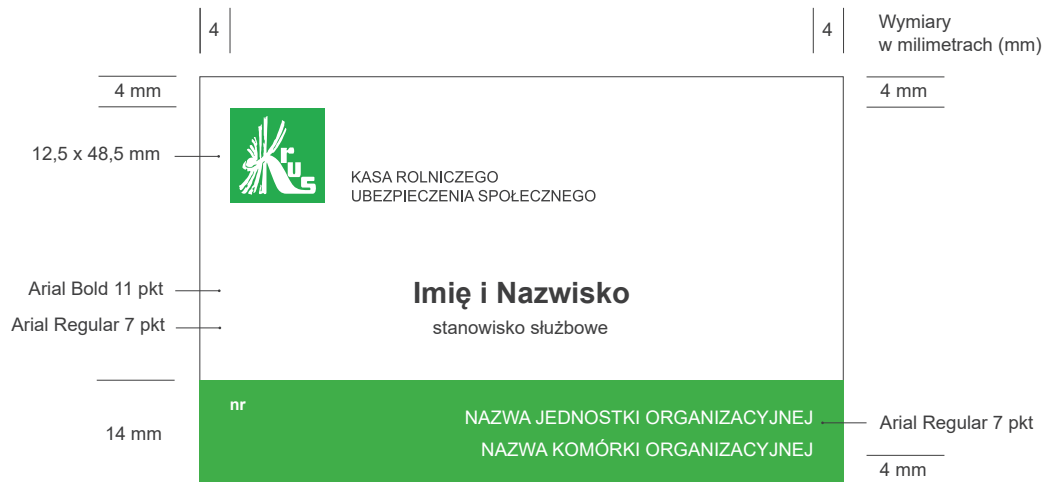 4
4
Wymiary
w milimetrach (mm)
4 mm
4 mm
12,5 x 48,5 mm
Krus
KASA ROLNICZEGO
UBEZPIECZENIA SPOŁECZNEGO
Arial Bold 11 pkt
Imię i Nazwisko
Arial Regular 7 pkt
stanowisko służbowe
14 mm
nr
NAZWA JEDNOSTKI ORGANIZACYJNEJ
Arial Regular 7 pkt
NAZWA KOMÓRKI ORGANIZACYJNEJ
4 mm